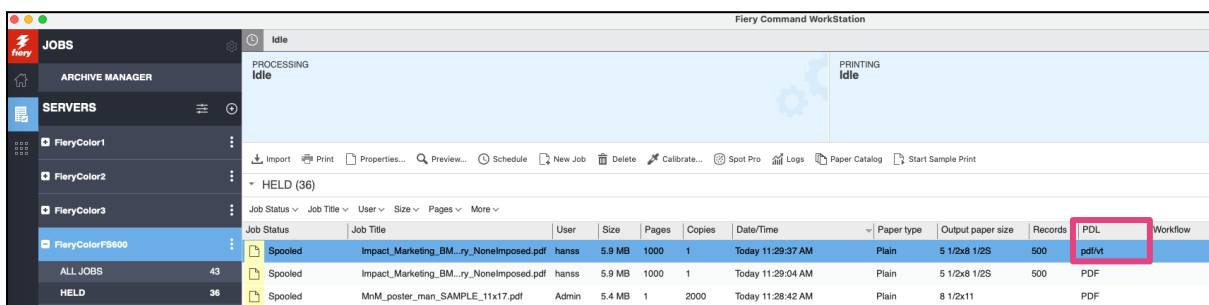 Fiery Command WorkStation
fiery
JOBS
Idle
ARCHIVE MANAGER
PROCESSING
Idle
PRINTING
Idle
SERVERS
FieryColor1
FieryColor2
FieryColor3
FieryColorFS600
ALL JOBS 43
HELD 36
Import Print Properties... Preview... Schedule New Job Delete Calibrate... Spot Pro Logs Paper Catalog Start Sample Print
HELD (36)
Job Status Job Title User Size Pages More
Job Status Job Title User Size Pages Copies Date/Time Paper type Output paper size Records PDL Workflow
Spooled Impact_Marketing_BM...ry_NoneImposed.pdf hanss 5.9 MB 1000 1 Today 11:29:37 AM Plain 5 1/2x8 1/2S 500 pdf/vt
Spooled Impact_Marketing_BM...ry_NoneImposed.pdf hanss 5.9 MB 1000 1 Today 11:29:04 AM Plain 5 1/2x8 1/2S 500 PDF
Spooled MnM_poster_man_SAMPLE_11x17.pdf Admin 5.4 MB 1 2000 Today 11:28:42 AM Plain 8 1/2x11 PDF